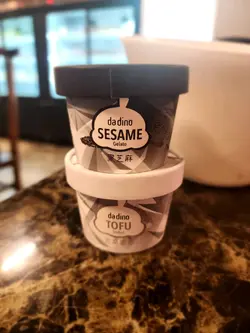 da dino
SESAME
Gelato
黑芝麻
da dino
TOFU